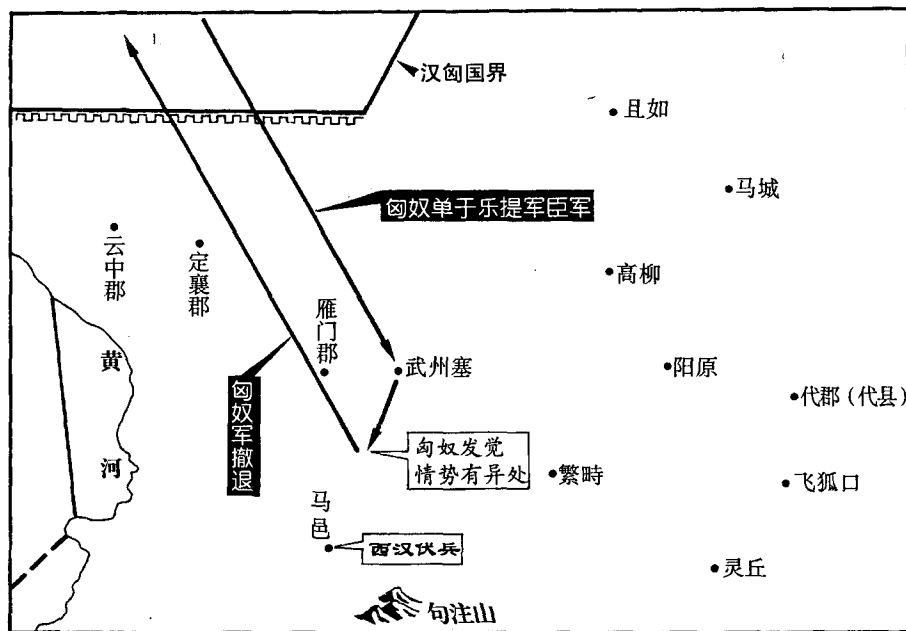 汉匈国界
且如
马城
匈奴单于乐提军臣军
云中郡
定襄郡
高柳
雁门郡
武州塞
阳原
黄河
代郡（代县）
匈奴军撤退
匈奴发觉
情势有异处
繁畤
飞狐口
马邑
西汉伏兵
灵丘
句注山